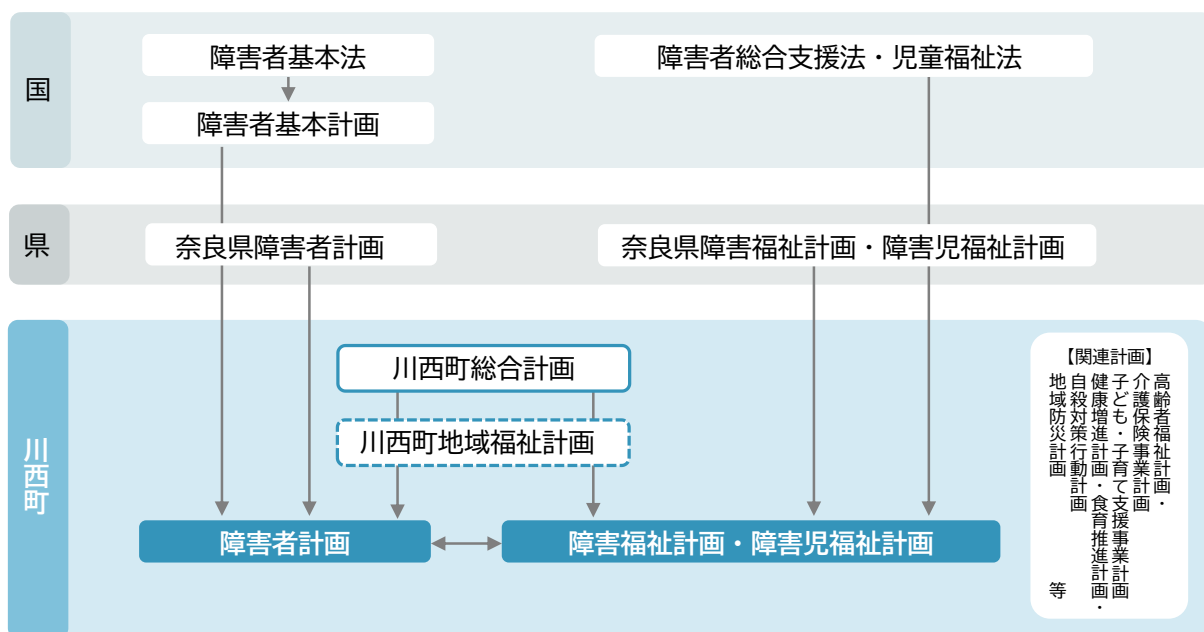 国
障害者基本法
障害者総合支援法・児童福祉法
障害者基本計画
県
奈良県障害者計画
奈良県障害福祉計画・障害児福祉計画
川西町
川西町総合計画
川西町地域福祉計画
障害者計画
障害福祉計画・障害児福祉計画
【関連計画】
高齢者福祉計画・
介護保険事業計画
子ども・子育て支援事業計画
健康増進計画・食育推進計画・
自殺対策行動計画
地域防災計画 等